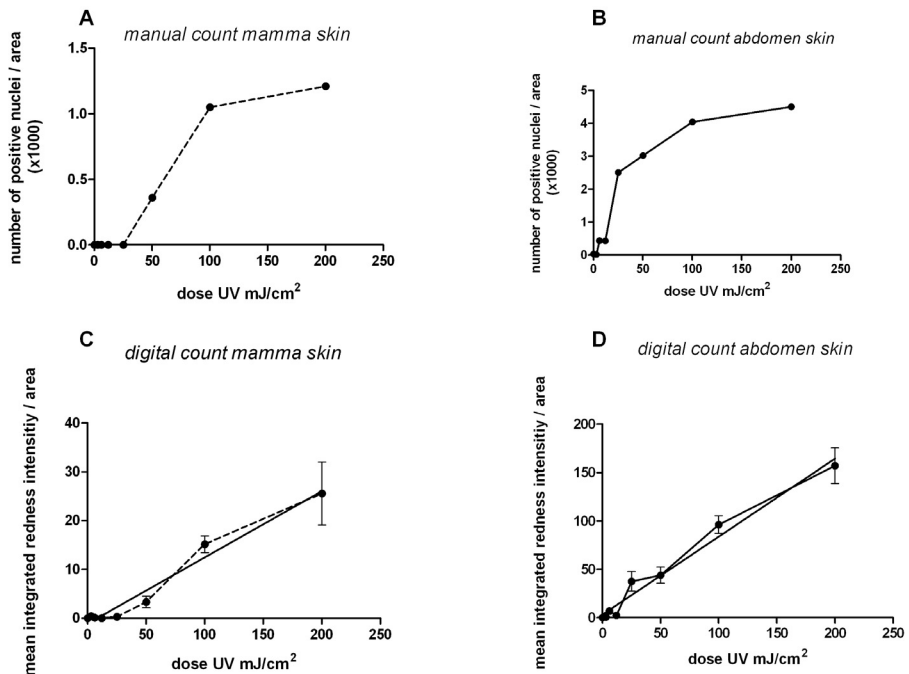 A
manual count mamma skin
number of positive nuclei / area
(x1000)
1.5
1.0
0.5
0.0
0 50 100 150 200 250
dose UV mJ/cm²
B
manual count abdomen skin
number of positive nuclei / area
(x1000)
5
4
3
2
1
0
0 50 100 150 200 250
dose UV mJ/cm²
C
digital count mamma skin
mean integrated redness intensitiy / area
40
30
20
10
0
0 50 100 150 200 250
dose UV mJ/cm²
D
digital count abdomen skin
mean integrated redness intensitiy / area
200
150
100
50
0
0 50 100 150 200 250
dose UV mJ/cm²